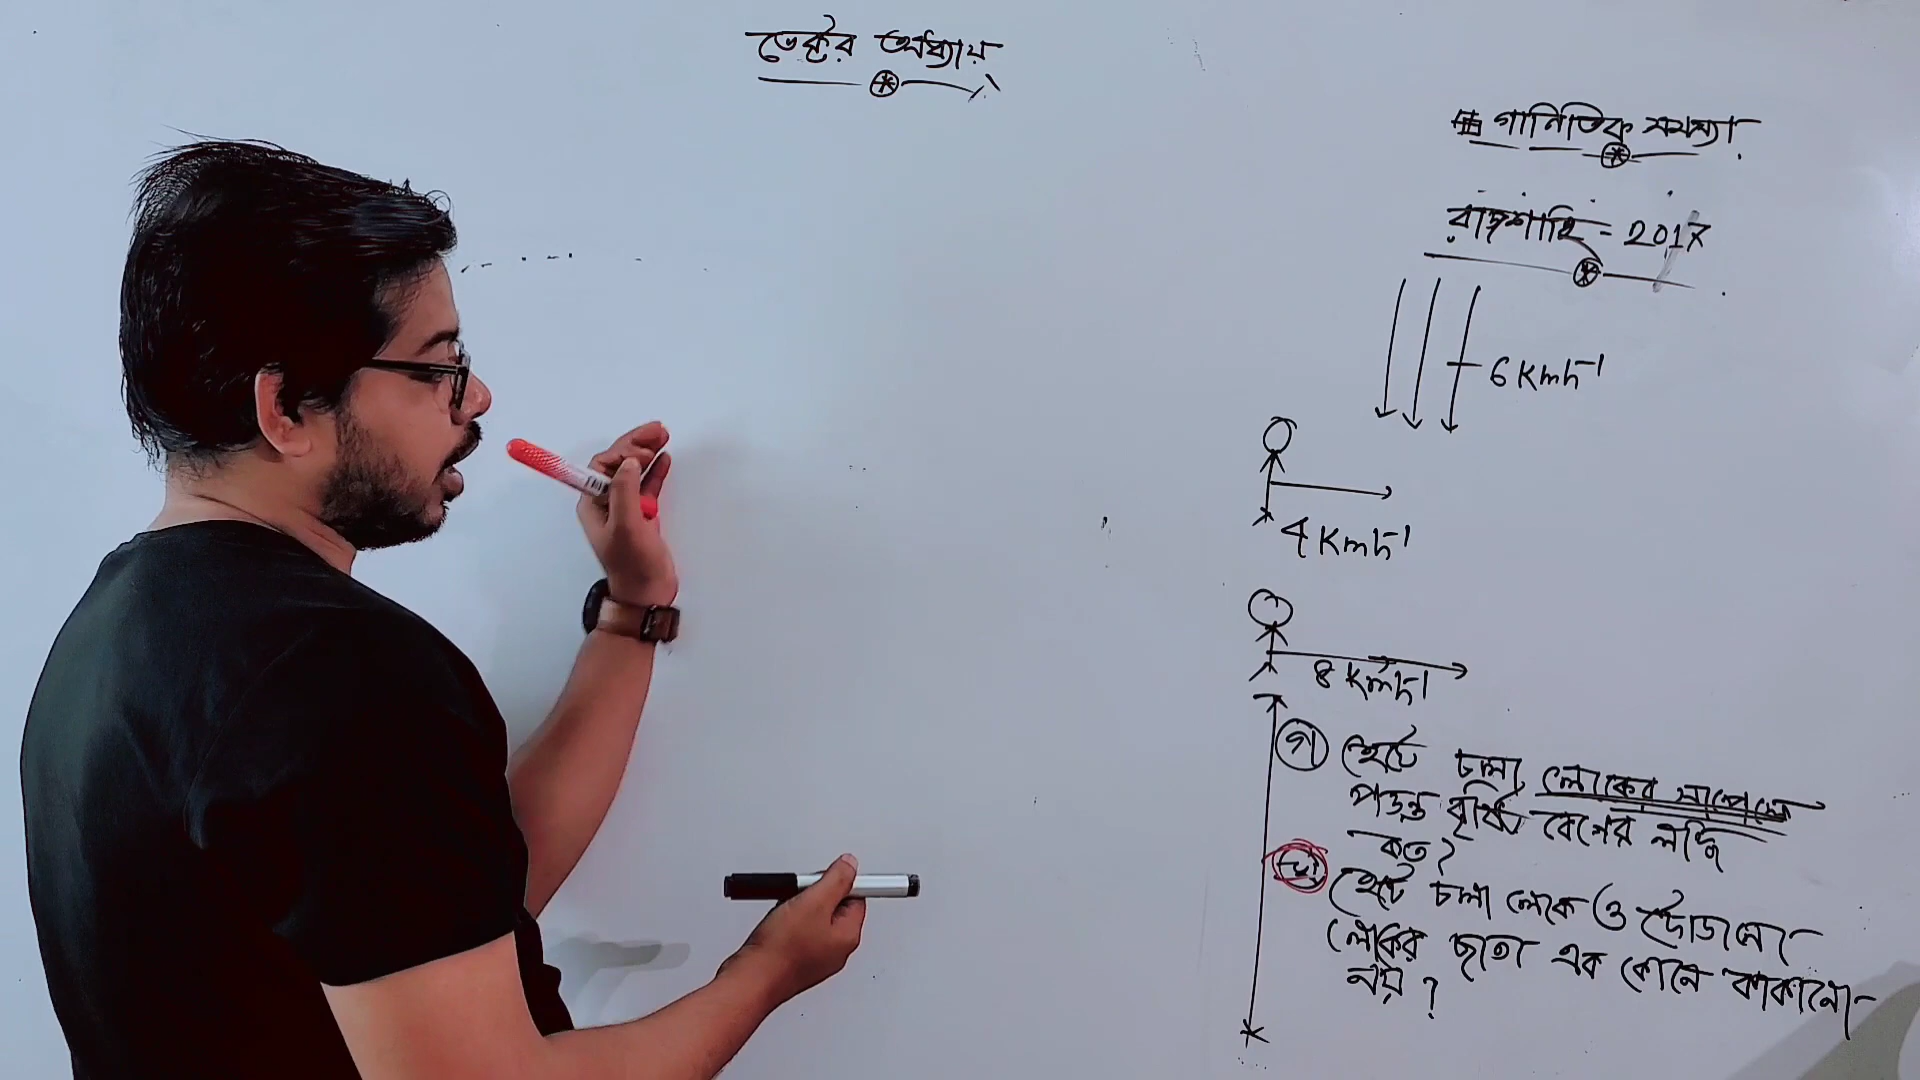 ভেক্টর অধ্যায়
গানিতিক সমস্যা
রাজশাহি = 2017
6 Kmh⁻¹
4 Kmh⁻¹
8 Kmh⁻¹
গ হেটে চলা লোকের সাপেক্ষে
পড়ন্ত বৃষ্টির বেগের লব্ধি
কত?
ঘ হেটে চলা লোক ও দৌড়ানো
লোকের ছাতা এক কোনে বাকানো
নয়?